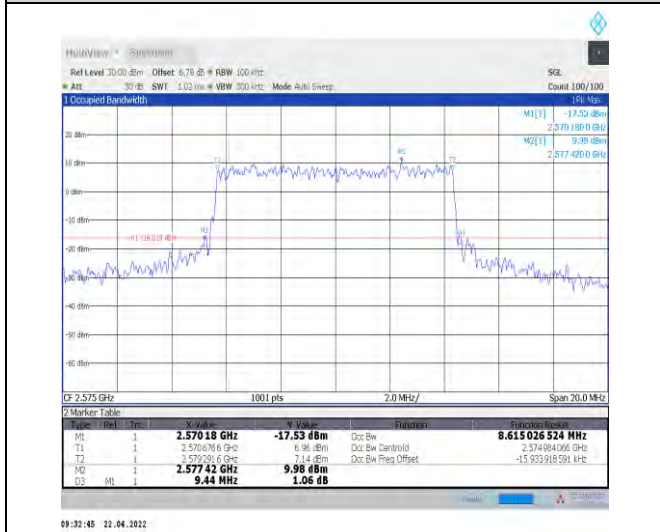 MultiView Spectrum
Ref Level 30.00 dBm Offset 6.78 dB RBW 100 kHz SGL
Att 30 dB SWT 1.02 ms VBW 300 kHz Mode Auto Sweep Count 100/100
1 Occupied Bandwidth 1Pk Max
M1[1] -17.53 dBm
2.570 180 0 GHz
M2[1] 9.98 dBm
2.577 420 0 GHz
20 dBm
M2
T1 T2
10 dBm
0 dBm
-10 dBm
M1
-20 dBm
-30 dBm
-40 dBm
-50 dBm
-60 dBm
CF 2.575 GHz 1001 pts 2.0 MHz/ Span 20.0 MHz
2 Marker Table
Type Ref Trc X-Value Y-Value Function Function Result
M1 1 2.57018 GHz -17.53 dBm Occ Bw 8.615 026 524 MHz
T1 1 2.5706766 GHz 6.96 dBm Occ Bw Centroid 2.574984066 GHz
T2 1 2.5792916 GHz 7.14 dBm Occ Bw Freq Offset -15.933918591 kHz
M2 1 2.57742 GHz 9.98 dBm
D3 M1 1 9.44 MHz 1.06 dB
09:32:45 22.04.2022